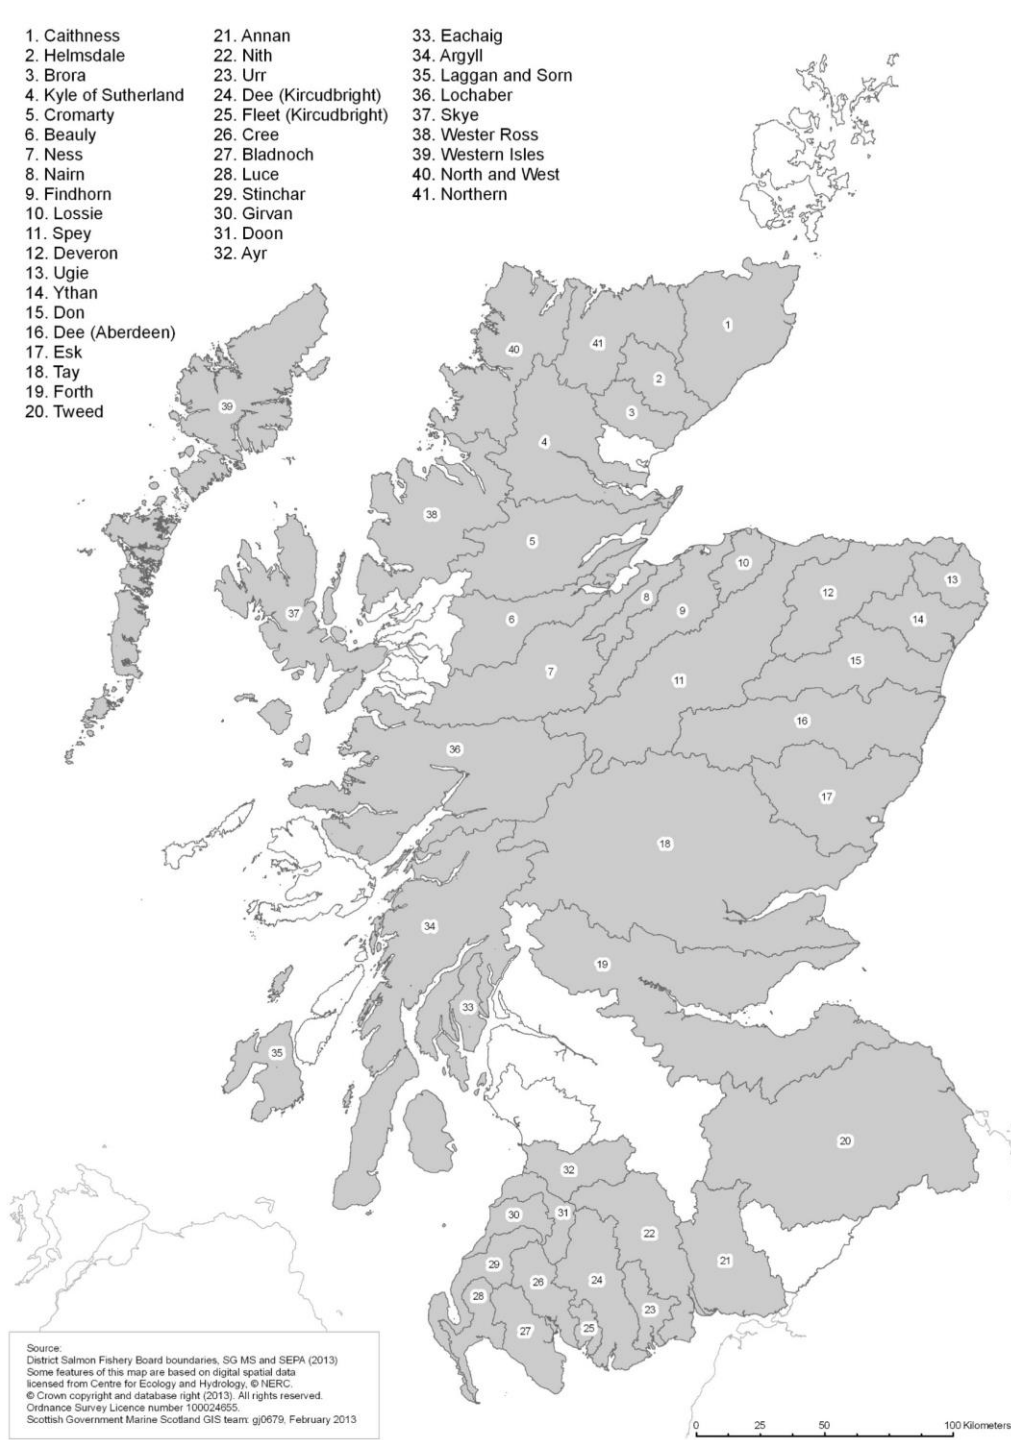 1. Caithness
2. Helmsdale
3. Brora
4. Kyle of Sutherland
5. Cromarty
6. Beauly
7. Ness
8. Nairn
9. Findhorn
10. Lossie
11. Spey
12. Deveron
13. Ugie
14. Ythan
15. Don
16. Dee (Aberdeen)
17. Esk
18. Tay
19. Forth
20. Tweed
21. Annan
22. Nith
23. Urr
24. Dee (Kircudbright)
25. Fleet (Kircudbright)
26. Cree
27. Bladnoch
28. Luce
29. Stinchar
30. Girvan
31. Doon
32. Ayr
33. Eachaig
34. Argyll
35. Laggan and Sorn
36. Lochaber
37. Skye
38. Wester Ross
39. Western Isles
40. North and West
41. Northern
1
41
40
2
39
3
4
38
5
10
13
12
8
9
37
6
14
15
7
11
16
36
17
18
34
19
33
35
20
32
31
30
22
21
29
24
26
28
23
25
27
Source:
District Salmon Fishery Board boundaries, SG MS and SEPA (2013)
Some features of this map are based on digital spatial data
licensed from Centre for Ecology and Hydrology, © NERC.
© Crown copyright and database right (2013). All rights reserved.
Ordnance Survey Licence number 100024655.
Scottish Government Marine Scotland GIS team: gj0679, February 2013
0 25 50 100 Kilometers